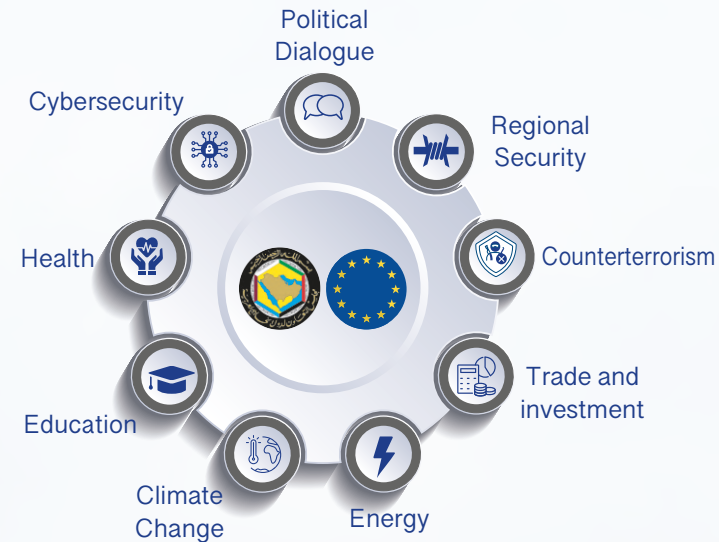 Political
Dialogue
Regional
Security
Counterterrorism
Trade and
investment
Energy
Climate
Change
Education
Health
Cybersecurity